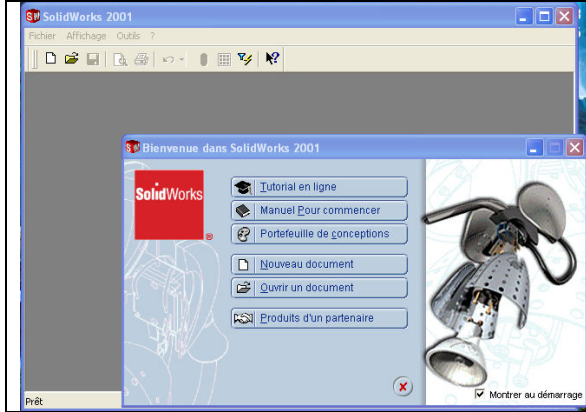 SolidWorks 2001
Fichier Affichage Outils ?
Bienvenue dans SolidWorks 2001
SolidWorks
®
Tutorial en ligne
Manuel Pour commencer
Portefeuille de conceptions
Nouveau document
Ouvrir un document
Produits d'un partenaire
Montrer au démarrage
Prêt